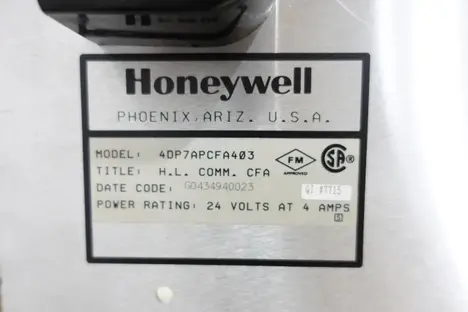 Honeywell
PHOENIX, ARIZ. U.S.A.
MODEL: 4DP7APCFA403
TITLE: H.L. COMM. CFA
DATE CODE: G0434940023
POWER RATING: 24 VOLTS AT 4 AMPS
FM
APPROVED
SA
S